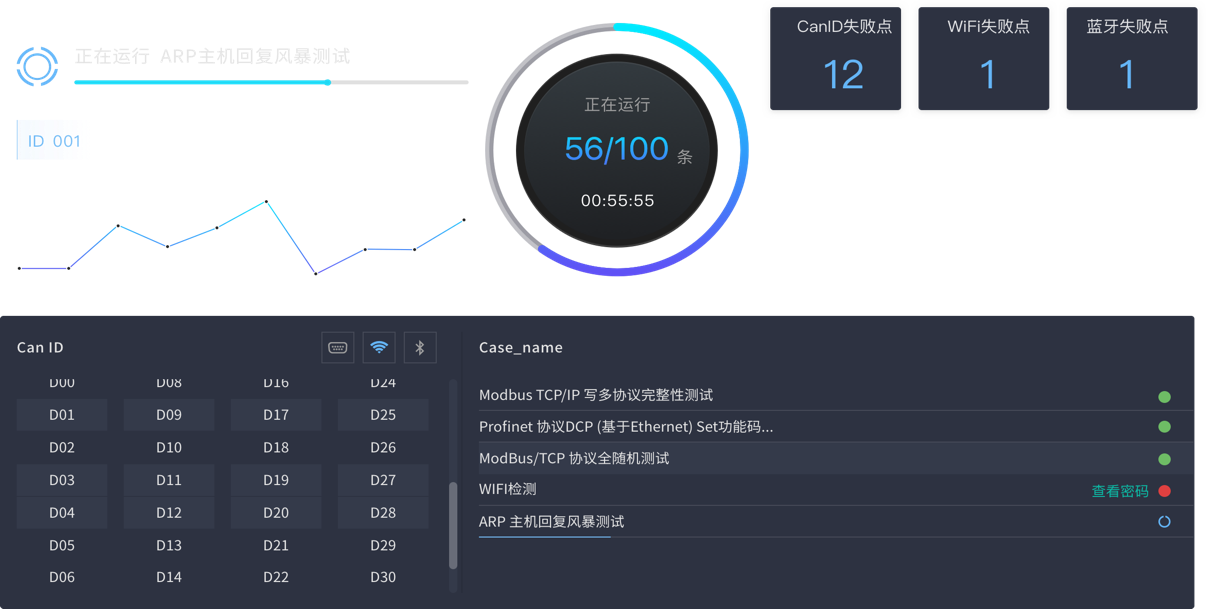 正在运行 ARP主机回复风暴测试
ID 001
正在运行
56/100 条
00:55:55
CanID失败点
12
WiFi失败点
1
蓝牙失败点
1
Can ID
D00 D08 D16 D24
D01 D09 D17 D25
D02 D10 D18 D26
D03 D11 D19 D27
D04 D12 D20 D28
D05 D13 D21 D29
D06 D14 D22 D30
Case_name
Modbus TCP/IP 写多协议完整性测试
Profinet 协议DCP (基于Ethernet) Set功能码...
ModBus/TCP 协议全随机测试
WIFI检测 查看密码
ARP 主机回复风暴测试